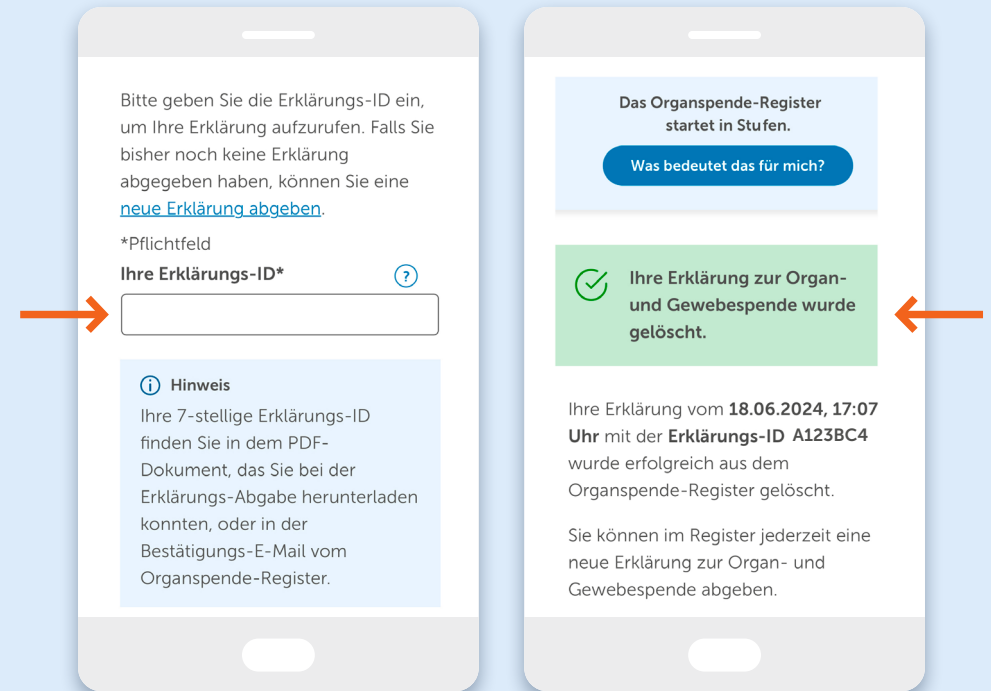 Bitte geben Sie die Erklärungs-ID ein,
um Ihre Erklärung aufzurufen. Falls Sie
bisher noch keine Erklärung
abgegeben haben, können Sie eine
neue Erklärung abgeben.
*Pflichtfeld
Ihre Erklärungs-ID*
?
Hinweis
Ihre 7-stellige Erklärungs-ID
finden Sie in dem PDF-
Dokument, das Sie bei der
Erklärungs-Abgabe herunterladen
konnten, oder in der
Bestätigungs-E-Mail vom
Organspende-Register.
Das Organspende-Register
startet in Stufen.
Was bedeutet das für mich?
Ihre Erklärung zur Organ-
und Gewebespende wurde
gelöscht.
Ihre Erklärung vom 18.06.2024, 17:07
Uhr mit der Erklärungs-ID A123BC4
wurde erfolgreich aus dem
Organspende-Register gelöscht.
Sie können im Register jederzeit eine
neue Erklärung zur Organ- und
Gewebespende abgeben.